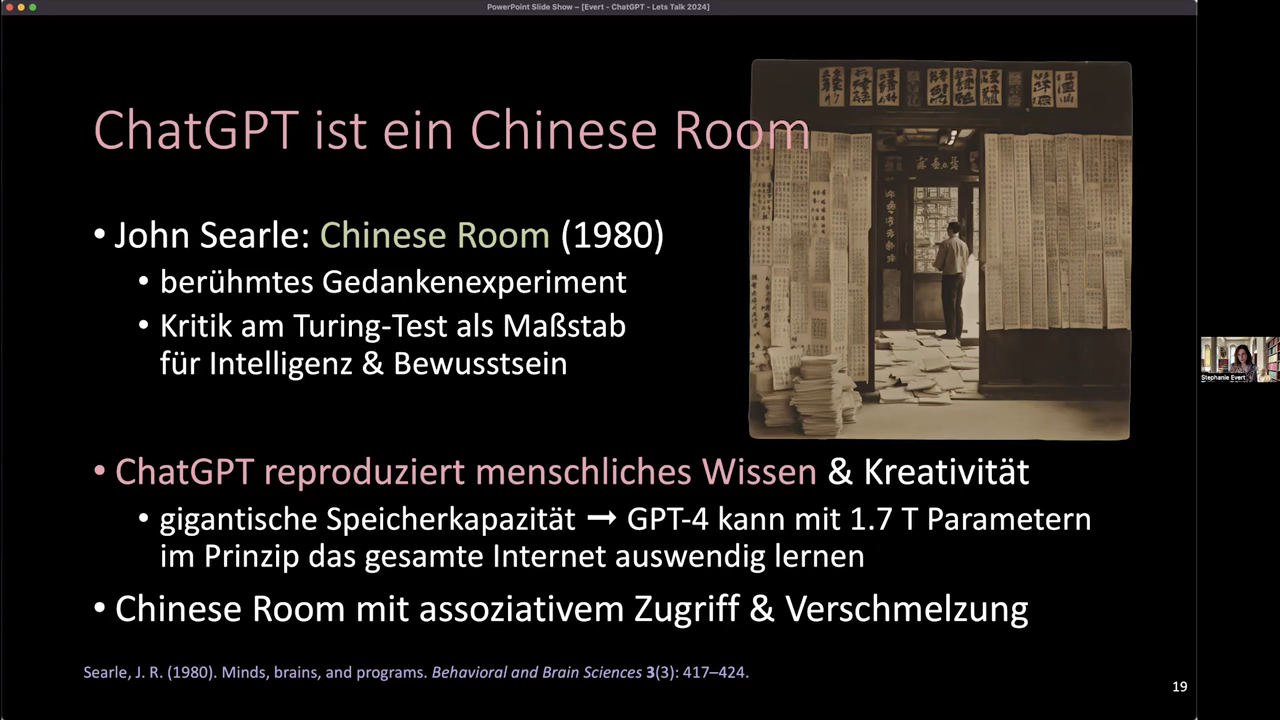 PowerPoint Slide Show – [Evert - ChatGPT - Lets Talk 2024]
ChatGPT ist ein Chinese Room
• John Searle: Chinese Room (1980)
• berühmtes Gedankenexperiment
• Kritik am Turing-Test als Maßstab
für Intelligenz & Bewusstsein
• ChatGPT reproduziert menschliches Wissen & Kreativität
• gigantische Speicherkapazität ➞ GPT-4 kann mit 1.7 T Parametern
im Prinzip das gesamte Internet auswendig lernen
• Chinese Room mit assoziativem Zugriff & Verschmelzung
Searle, J. R. (1980). Minds, brains, and programs. Behavioral and Brain Sciences 3(3): 417–424.
19
Stephanie Evert